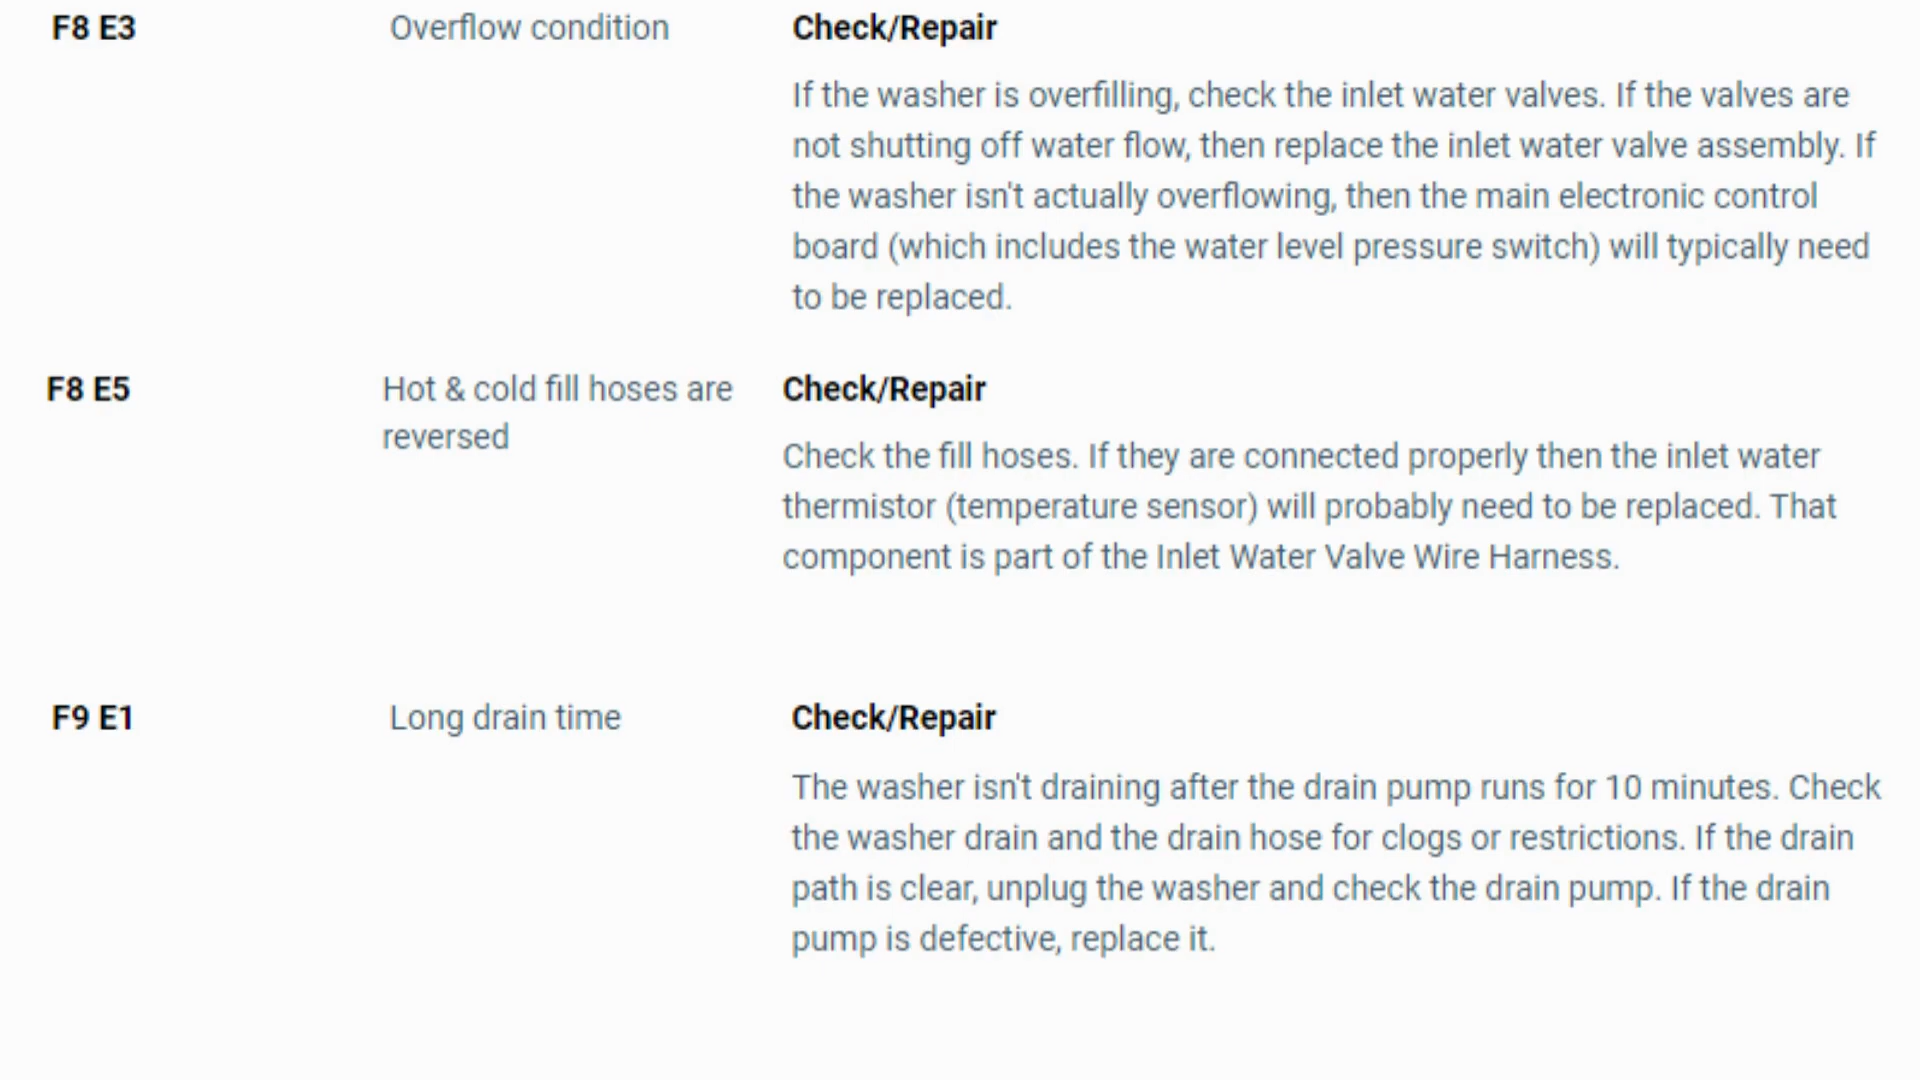 F8 E3 Overflow condition Check/Repair
If the washer is overfilling, check the inlet water valves. If the valves are
not shutting off water flow, then replace the inlet water valve assembly. If
the washer isn't actually overflowing, then the main electronic control
board (which includes the water level pressure switch) will typically need
to be replaced.
F8 E5 Hot & cold fill hoses are Check/Repair
reversed
Check the fill hoses. If they are connected properly then the inlet water
thermistor (temperature sensor) will probably need to be replaced. That
component is part of the Inlet Water Valve Wire Harness.
F9 E1 Long drain time Check/Repair
The washer isn't draining after the drain pump runs for 10 minutes. Check
the washer drain and the drain hose for clogs or restrictions. If the drain
path is clear, unplug the washer and check the drain pump. If the drain
pump is defective, replace it.